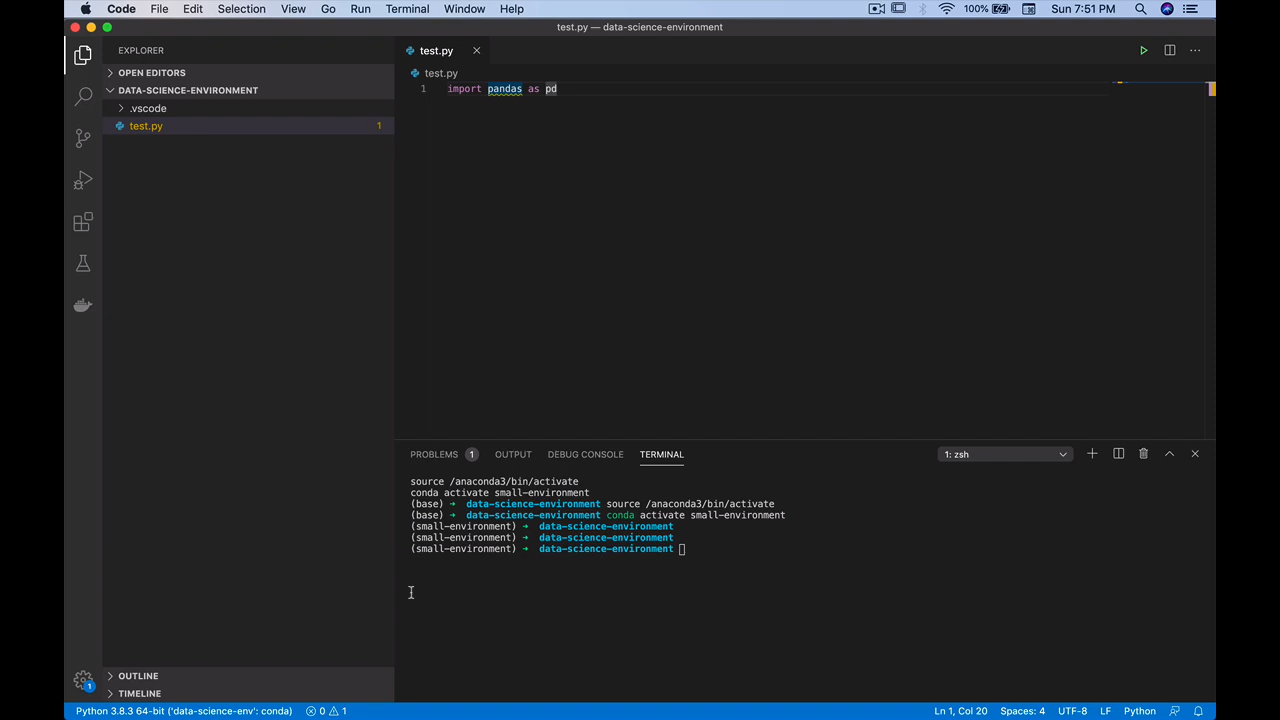 Code File Edit Selection View Go Run Terminal Window Help 100% Sun 7:51 PM
test.py — data-science-environment
EXPLORER
OPEN EDITORS
DATA-SCIENCE-ENVIRONMENT
.vscode
test.py 1
test.py
test.py
1 import pandas as pd
PROBLEMS 1 OUTPUT DEBUG CONSOLE TERMINAL 1: zsh
source /anaconda3/bin/activate
conda activate small-environment
(base) ➜ data-science-environment source /anaconda3/bin/activate
(base) ➜ data-science-environment conda activate small-environment
(small-environment) ➜ data-science-environment
(small-environment) ➜ data-science-environment
(small-environment) ➜ data-science-environment
OUTLINE
TIMELINE
1
Python 3.8.3 64-bit ('data-science-env': conda) 0 1 Ln 1, Col 20 Spaces: 4 UTF-8 LF Python